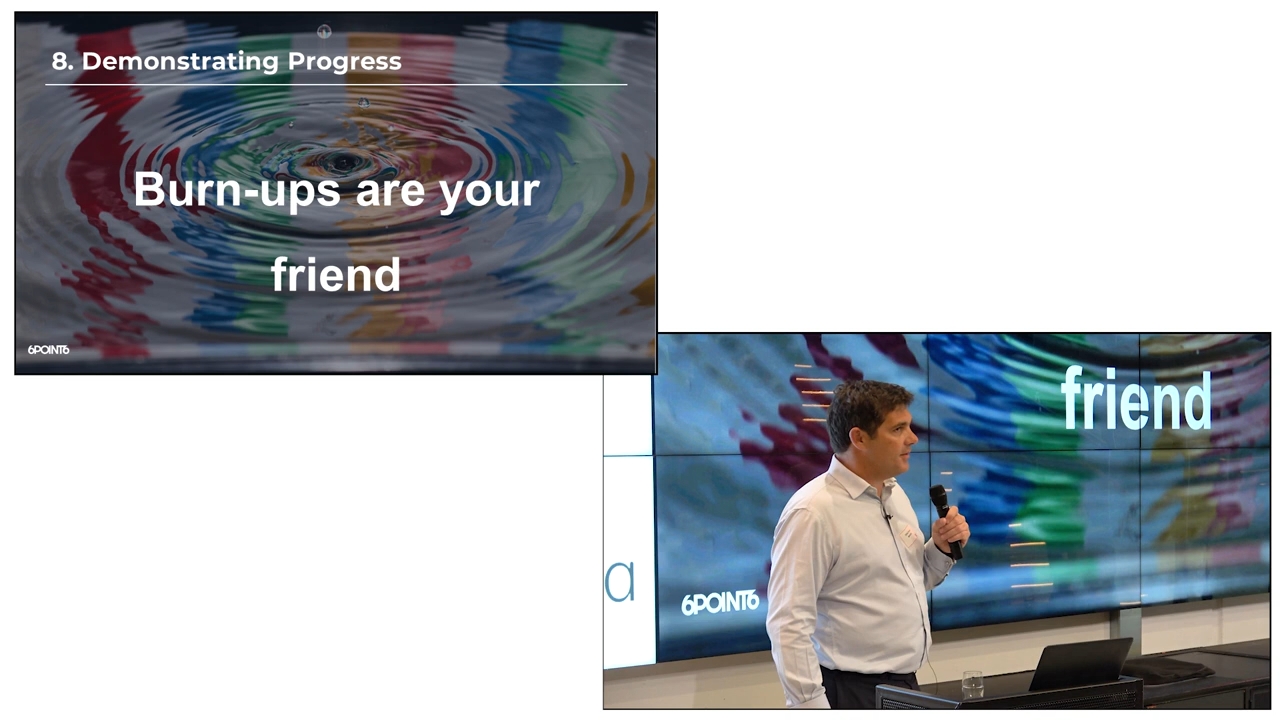 8. Demonstrating Progress
Burn-ups are your
friend
6POINT6
friend
a
6POINT6